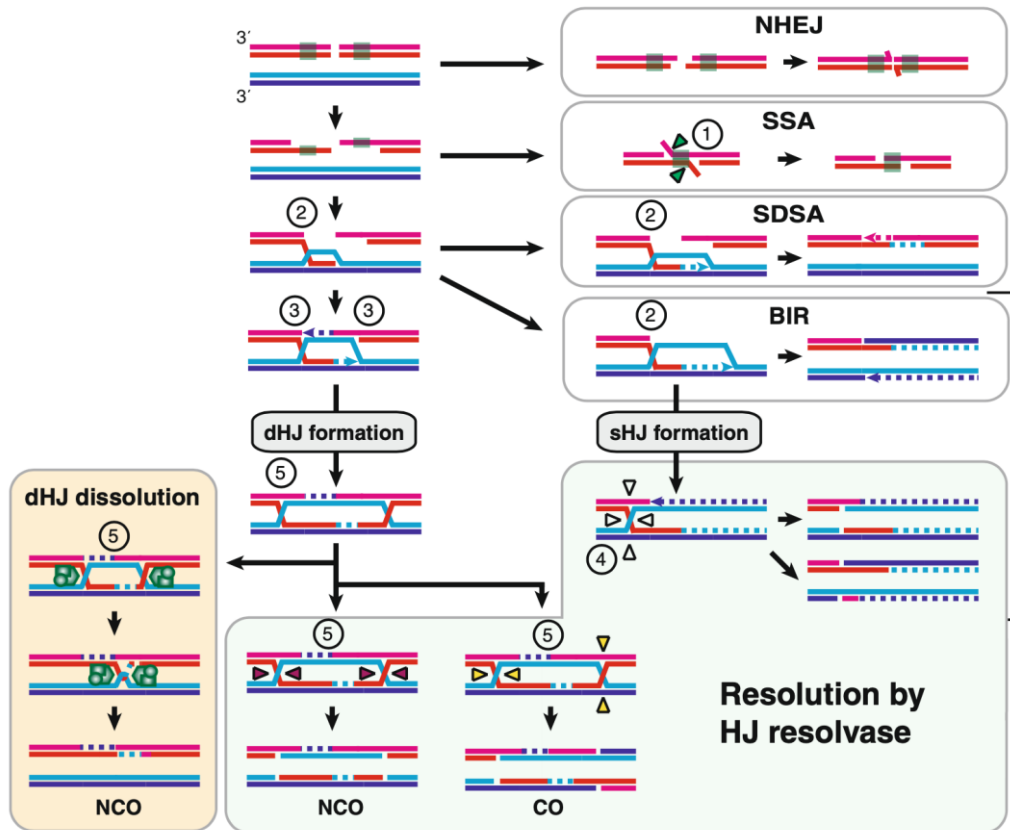 3′
3′
NHEJ
SSA
1
2
SDSA
2
BIR
2
3
3
dHJ formation
sHJ formation
5
4
dHJ dissolution
5
NCO
5
5
NCO
CO
Resolution by
HJ resolvase